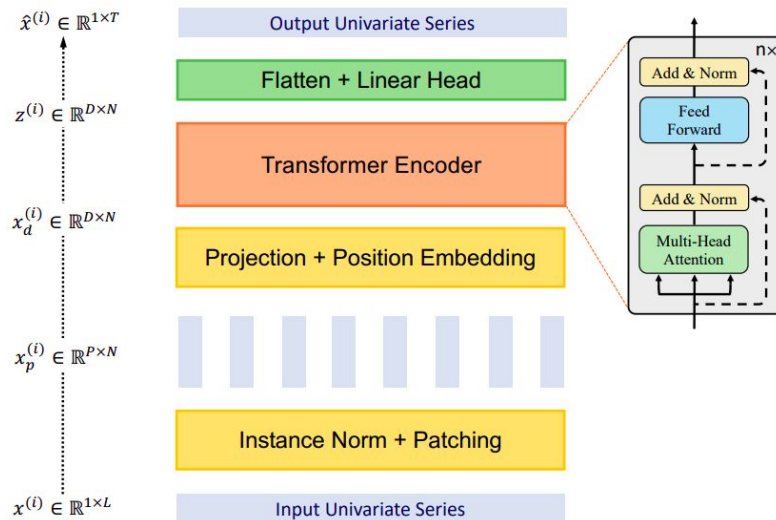 x̂^(i) ∈ ℝ^1×T
Output Univariate Series
Flatten + Linear Head
z^(i) ∈ ℝ^D×N
Transformer Encoder
x_d^(i) ∈ ℝ^D×N
Projection + Position Embedding
x_p^(i) ∈ ℝ^P×N
Instance Norm + Patching
x^(i) ∈ ℝ^1×L
Input Univariate Series
n×
Add & Norm
Feed
Forward
Add & Norm
Multi-Head
Attention